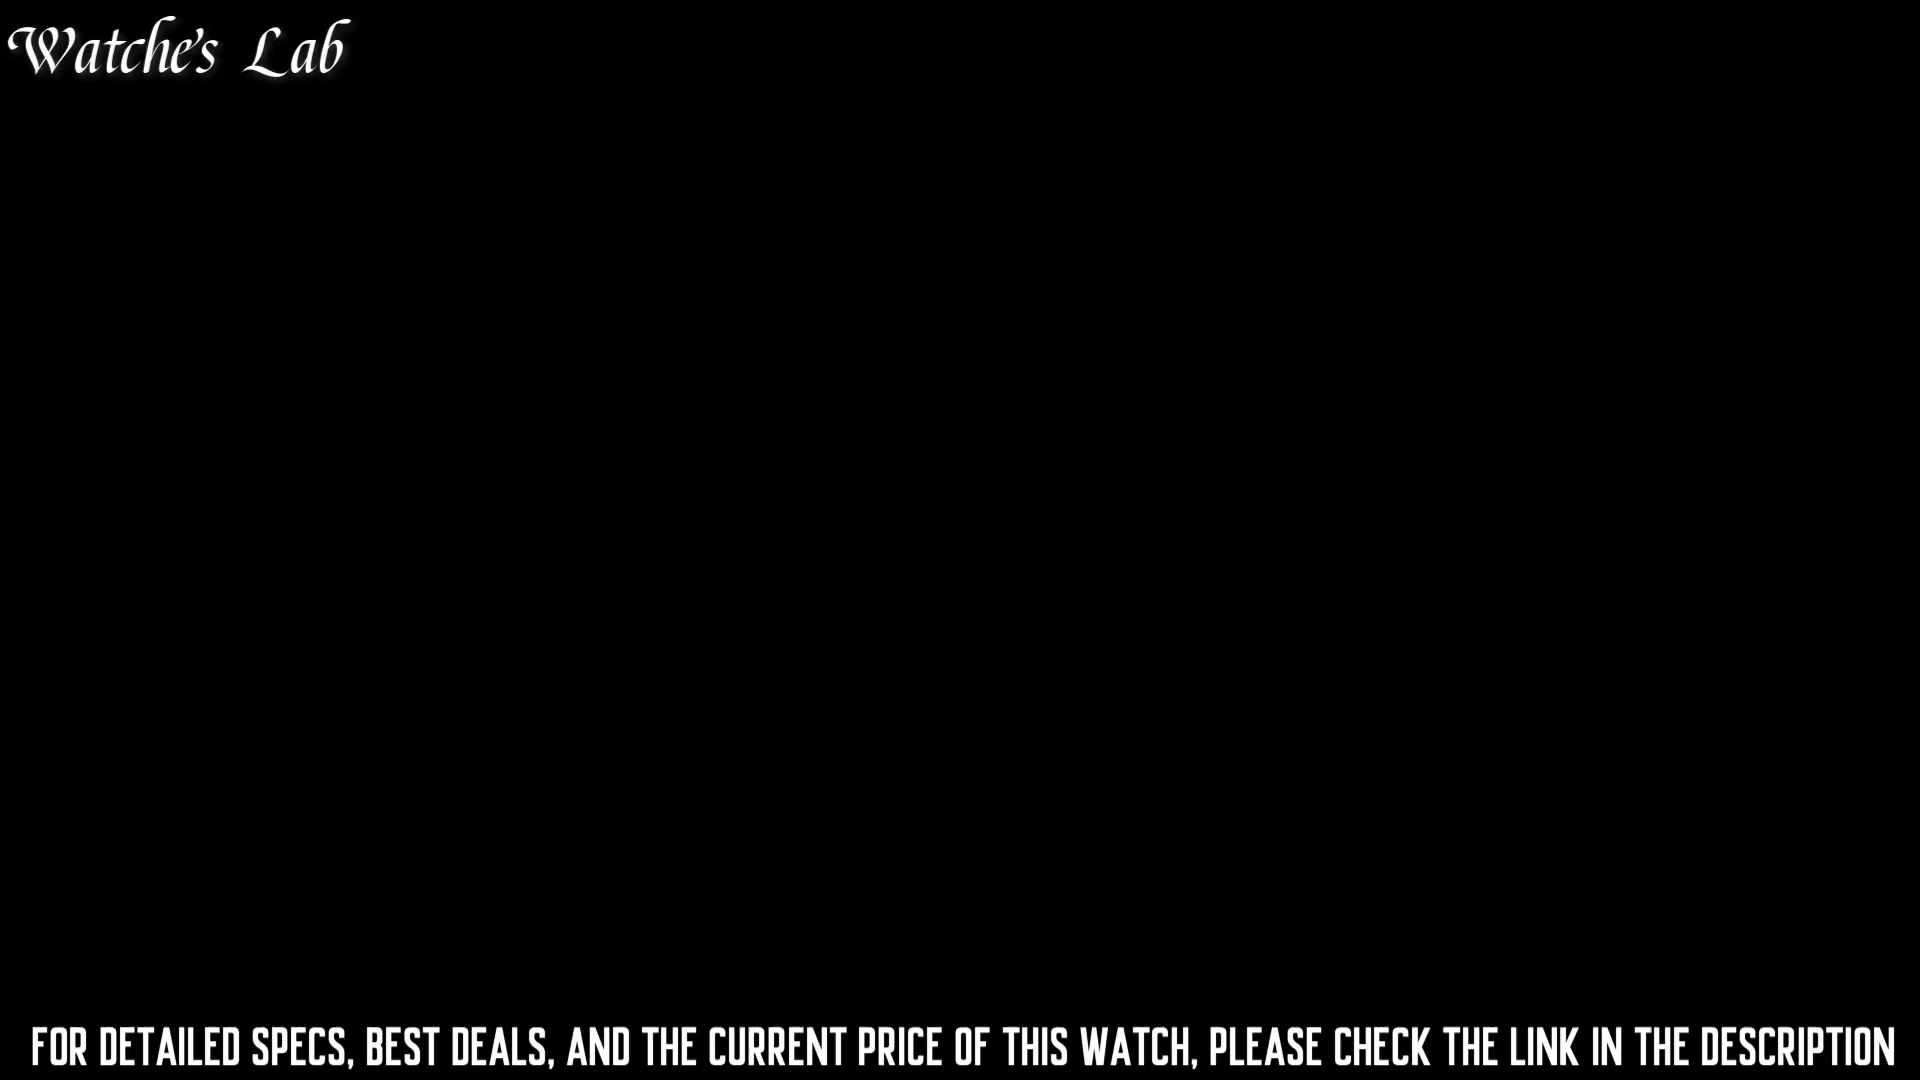 Watche's Lab
FOR DETAILED SPECS, BEST DEALS, AND THE CURRENT PRICE OF THIS WATCH, PLEASE CHECK THE LINK IN THE DESCRIPTION